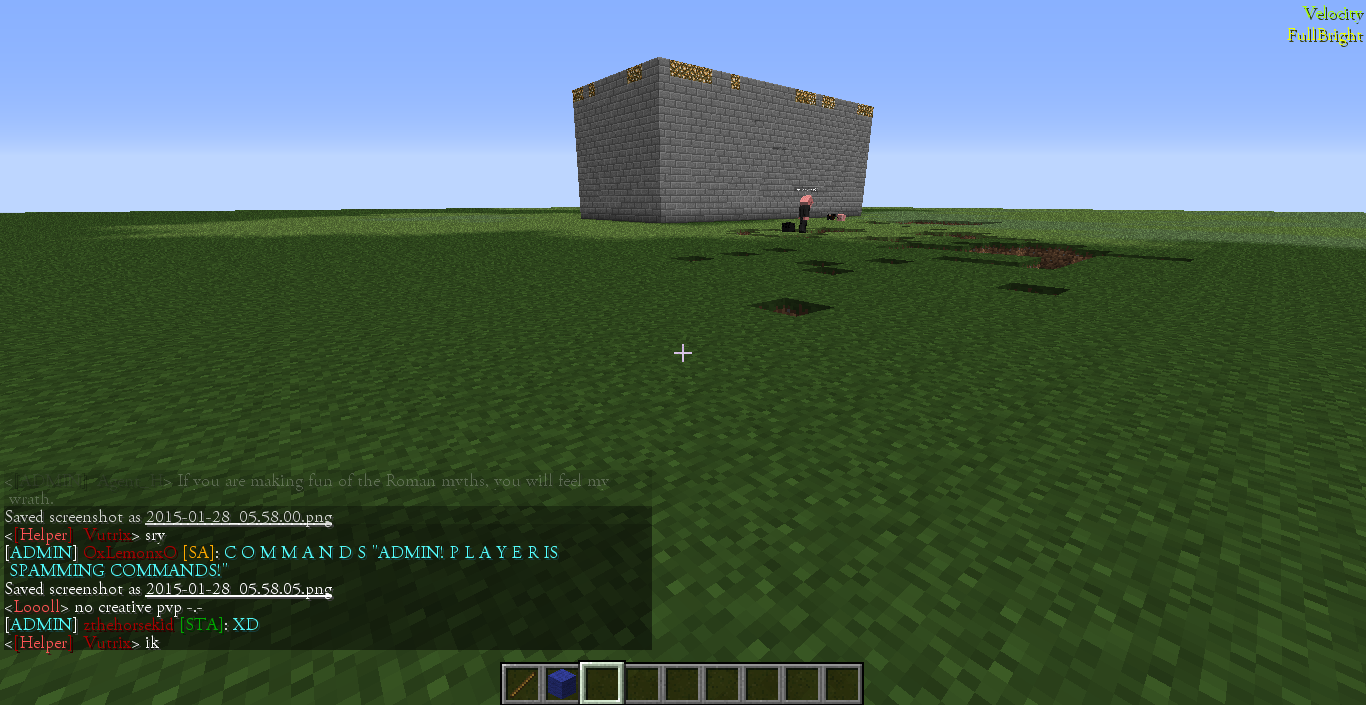 Velocity
FullBright
If you are making fun of the Roman myths, you will feel my
wrath.
Saved screenshot as 2015-01-28_05.58.00.png
<[Helper] Vutrix> sry
[ADMIN] OxLemonxO [SA]: C O M M A N D S "ADMIN! P L A Y E R IS
SPAMMING COMMANDS!"
Saved screenshot as 2015-01-28_05.58.05.png
<Loooll> no creative pvp -.-
[ADMIN] zthehorsekid [STA]: XD
<[Helper] Vutrix> ik